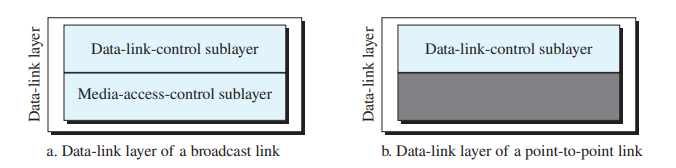 Data-link layer
Data-link-control sublayer
Media-access-control sublayer
a. Data-link layer of a broadcast link
Data-link layer
Data-link-control sublayer
b. Data-link layer of a point-to-point link